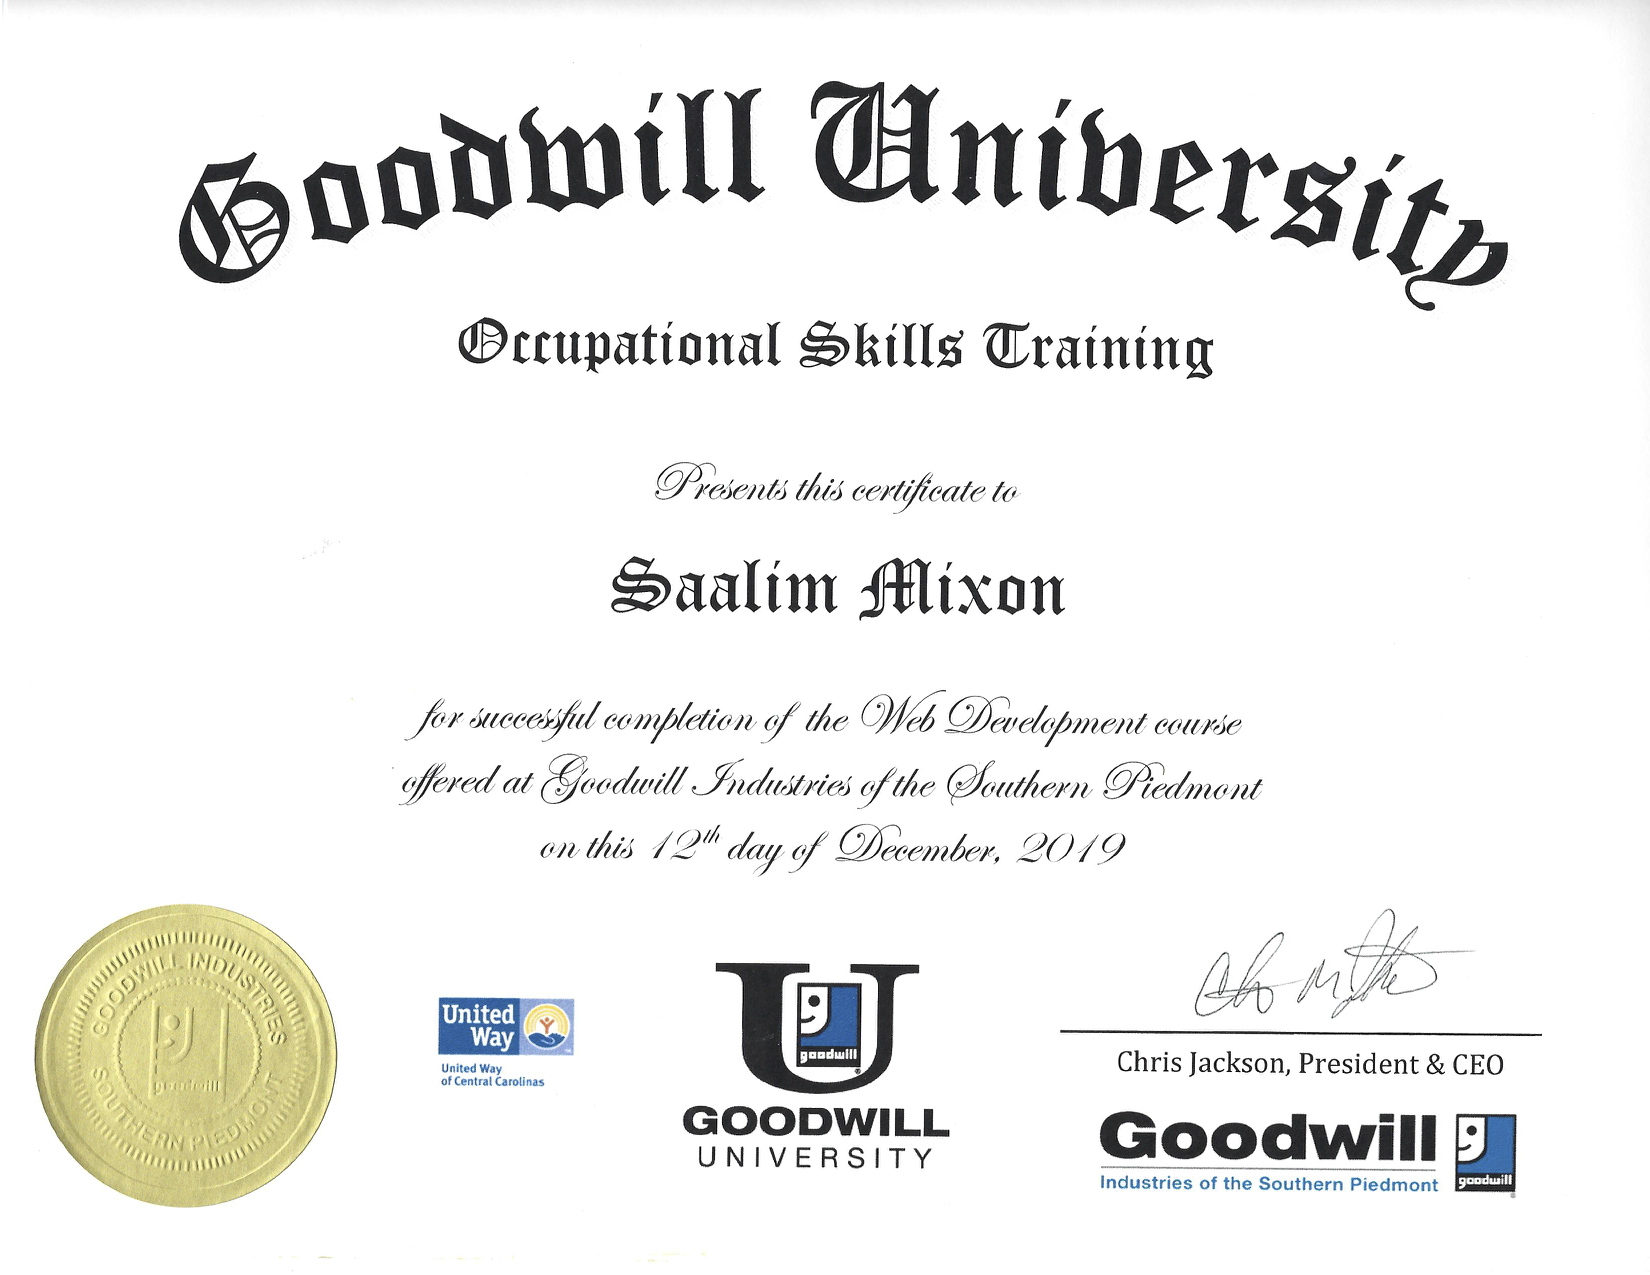 Goodwill University
Occupational Skills Training
Presents this certificate to
Saalim Mixon
for successful completion of the Web Development course
offered at Goodwill Industries of the Southern Piedmont
on this 12th day of December, 2019
GOODWILL INDUSTRIES
goodwill
SOUTHERN PIEDMONT
United
Way
United Way
of Central Carolinas
goodwill
GOODWILL
UNIVERSITY
Chris Jackson, President & CEO
Goodwill
Industries of the Southern Piedmont
goodwill